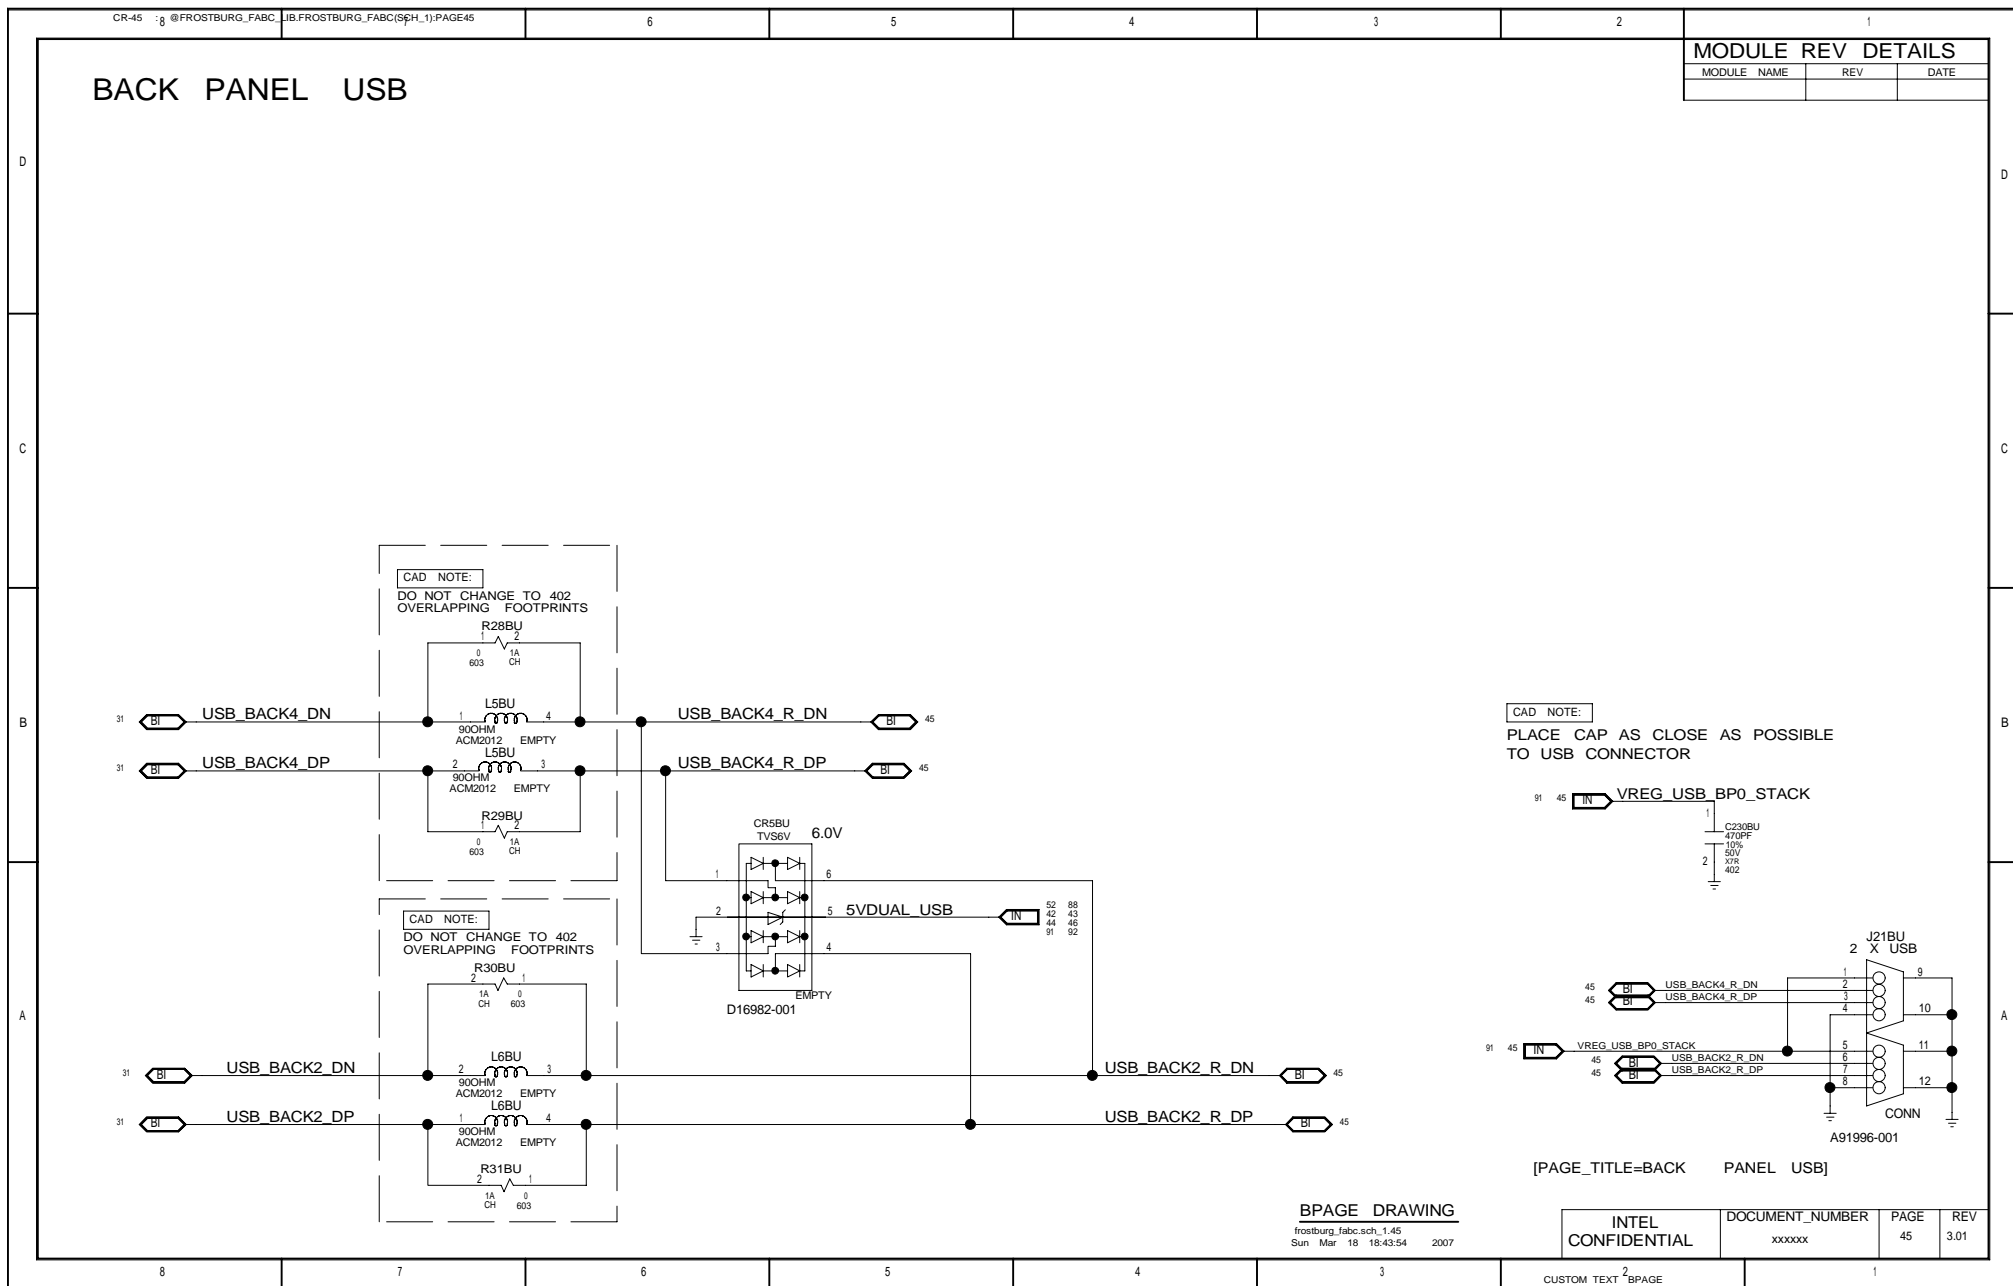 CR-45 : @FROSTBURG_FABC_LIB.FROSTBURG_FABC(SCH_1):PAGE45
8 7 6 5 4 3 2 1
MODULE REV DETAILS
MODULE NAME REV DATE
BACK PANEL USB
D D
C C
CAD NOTE:
DO NOT CHANGE TO 402
OVERLAPPING FOOTPRINTS
R28BU
1 2
0 1A
603 CH
B B
31 BI USB_BACK4_DN
L5BU
1 4
90OHM
ACM2012 EMPTY
USB_BACK4_R_DN BI 45
31 BI USB_BACK4_DP
L5BU
2 3
90OHM
ACM2012 EMPTY
USB_BACK4_R_DP BI 45
R29BU
1 2
0 1A
603 CH
CAD NOTE:
PLACE CAP AS CLOSE AS POSSIBLE
TO USB CONNECTOR
91 45 IN VREG_USB_BP0_STACK
1
C230BU
470PF
10%
50V
2 X7R
402
CR5BU
TVS6V 6.0V
1 6
2 5 5VDUAL_USB IN
52 88
42 43
44 46
91 92
3 4
EMPTY
D16982-001
CAD NOTE:
DO NOT CHANGE TO 402
OVERLAPPING FOOTPRINTS
R30BU
2 1
1A 0
CH 603
A A
31 BI USB_BACK2_DN
L6BU
2 3
90OHM
ACM2012 EMPTY
USB_BACK2_R_DN BI 45
31 BI USB_BACK2_DP
L6BU
1 4
90OHM
ACM2012 EMPTY
USB_BACK2_R_DP BI 45
R31BU
2 1
1A 0
CH 603
J21BU
2 X USB
1 9
45 BI USB_BACK4_R_DN 2
45 BI USB_BACK4_R_DP 3
4 10
91 45 IN VREG_USB_BP0_STACK 5 11
45 BI USB_BACK2_R_DN 6
45 BI USB_BACK2_R_DP 7
8 12
CONN
A91996-001
[PAGE_TITLE=BACK PANEL USB]
BPAGE DRAWING
frostburg_fabc.sch_1.45
Sun Mar 18 18:43:54 2007
INTEL
CONFIDENTIAL
DOCUMENT_NUMBER PAGE REV
xxxxxx 45 3.01
8 7 6 5 4 3 2 1
CUSTOM TEXT BPAGE